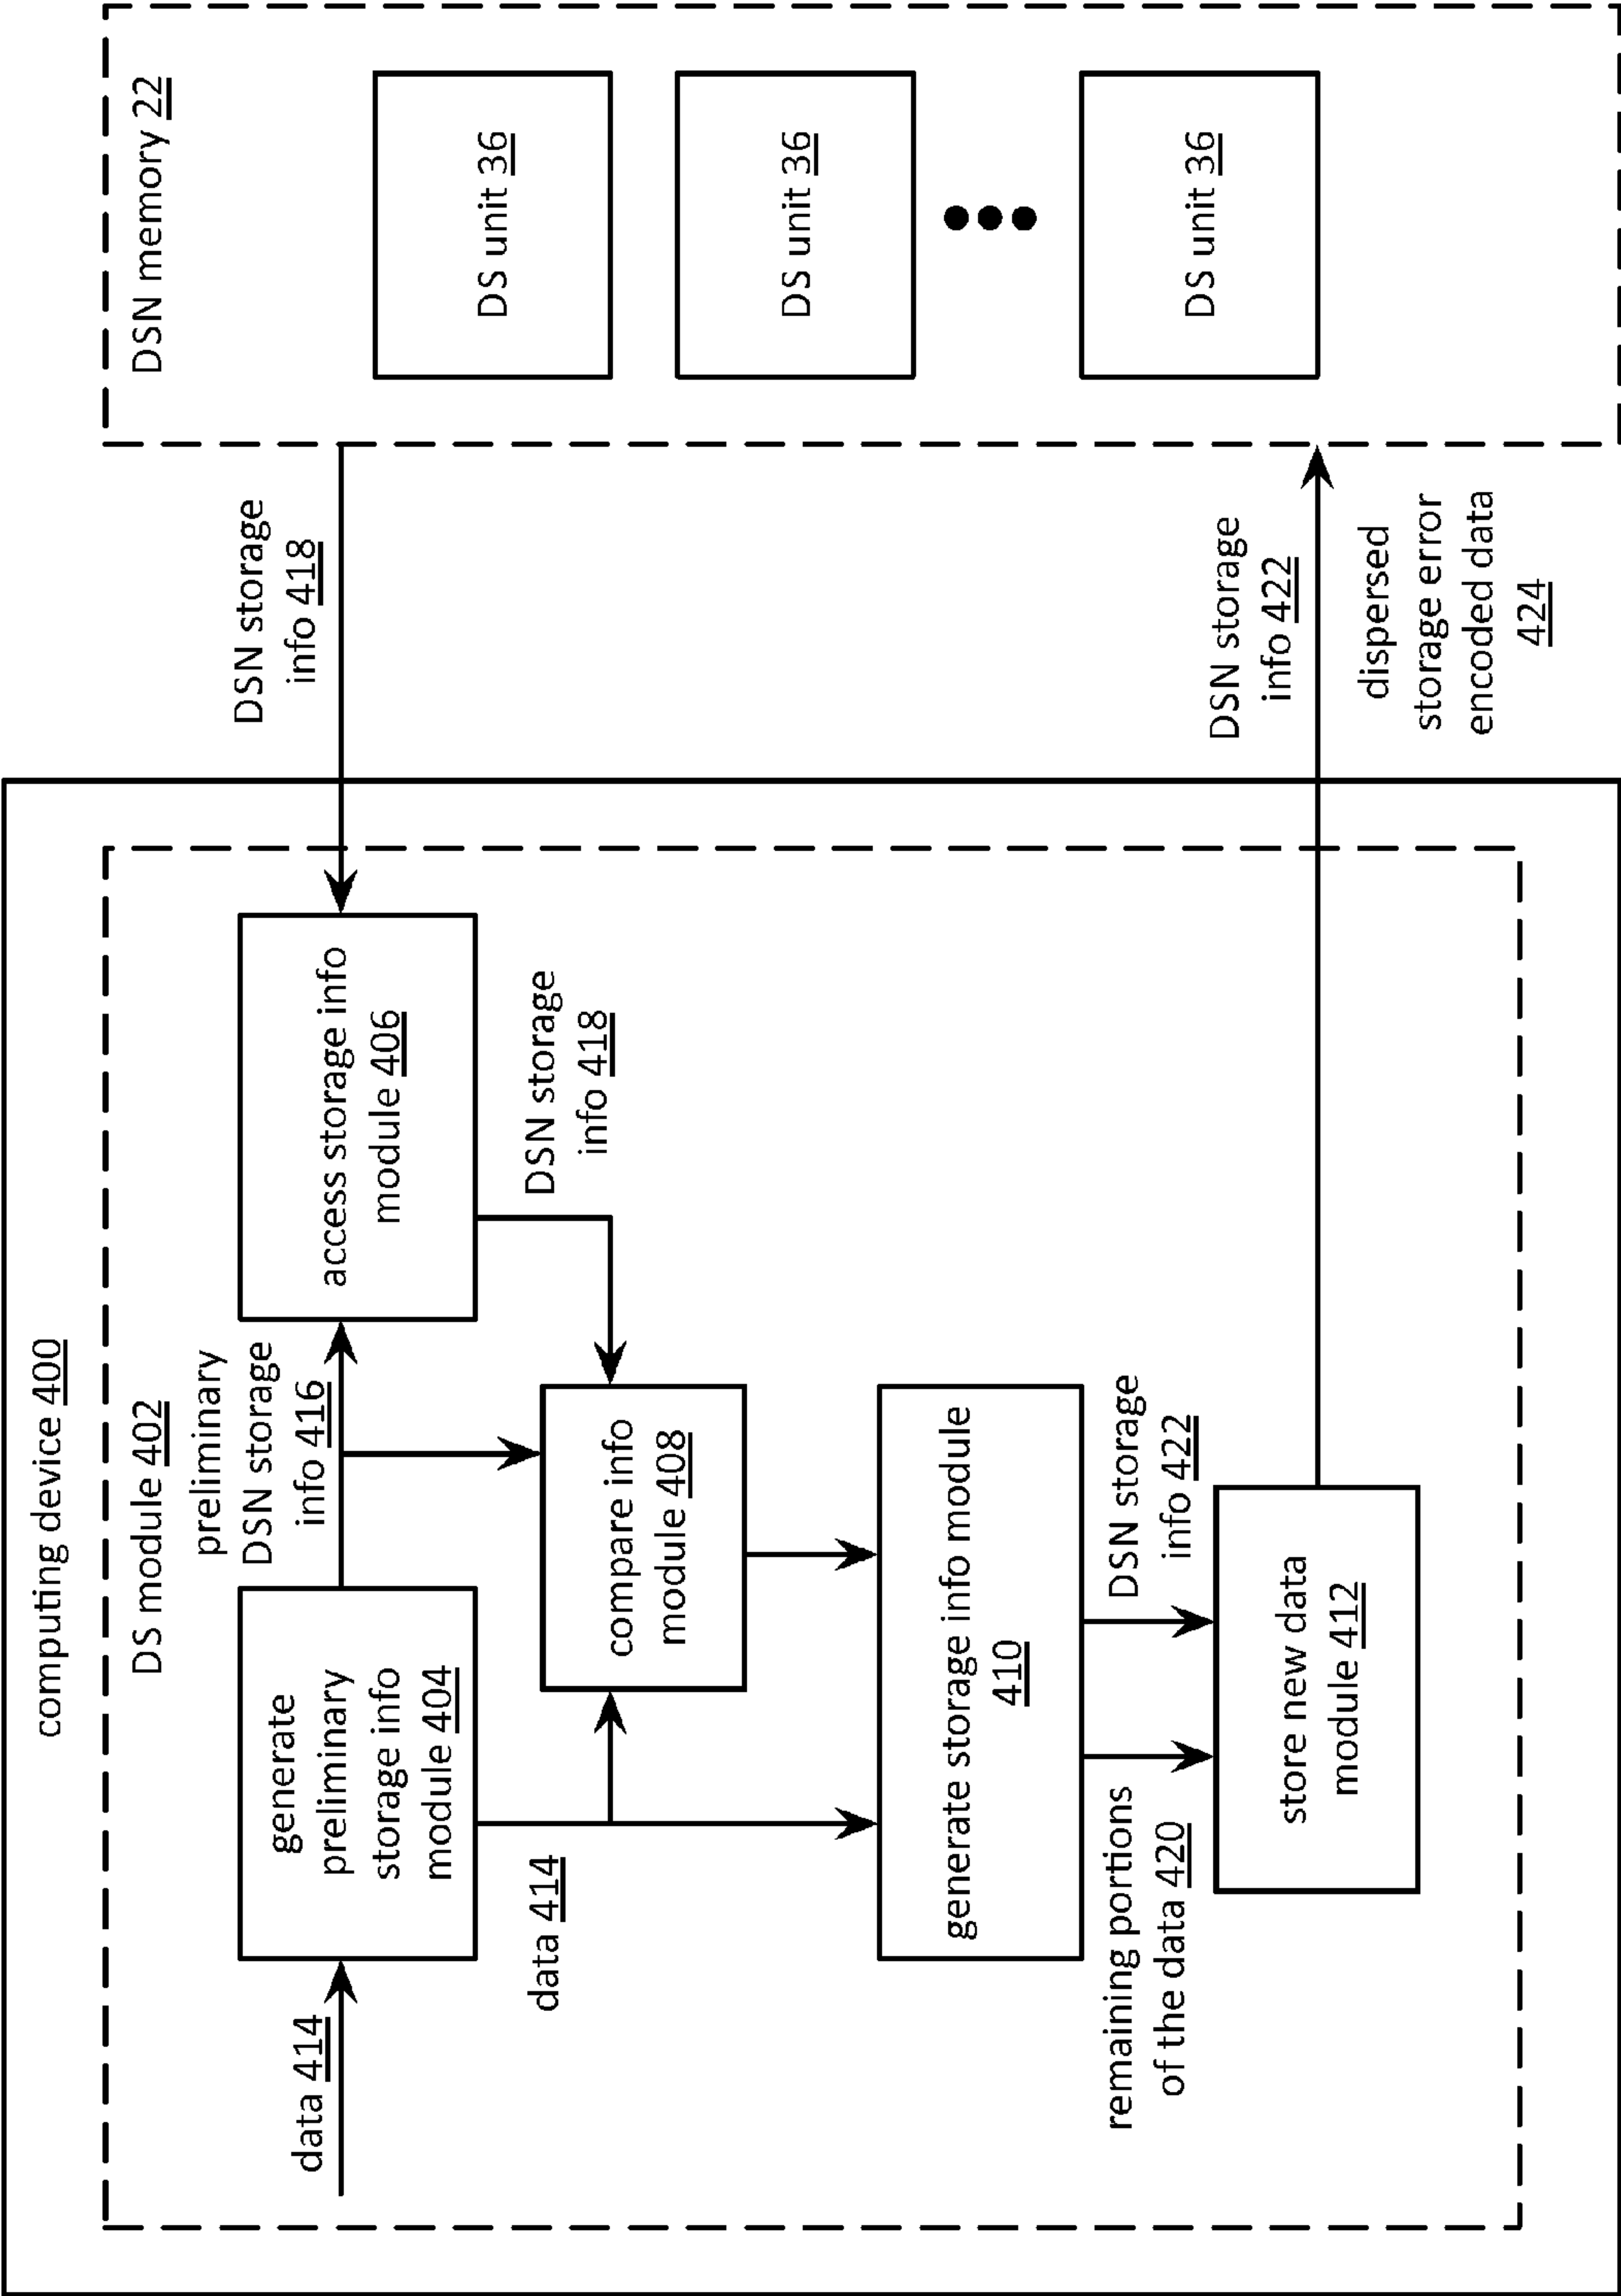 computing device 400
DS module 402
data 414
generate
preliminary
storage info
module 404
preliminary
DSN storage
info 416
access storage info
module 406
DSN storage
info 418
data 414
compare info
module 408
DSN storage
info 418
generate storage info module
410
remaining portions
of the data 420
DSN storage
info 422
store new data
module 412
DSN storage
info 422
dispersed
storage error
encoded data
424
DSN memory 22
DS unit 36
DS unit 36
DS unit 36